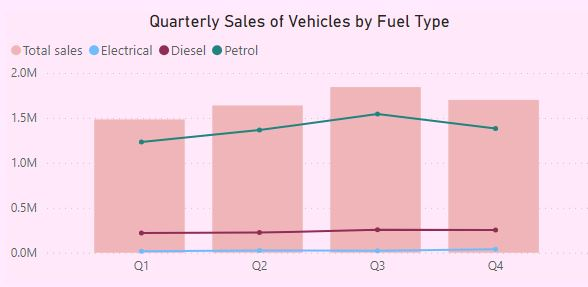 Quarterly Sales of Vehicles by Fuel Type
Total sales Electrical Diesel Petrol
2.0M
1.5M
1.0M
0.5M
0.0M
Q1 Q2 Q3 Q4